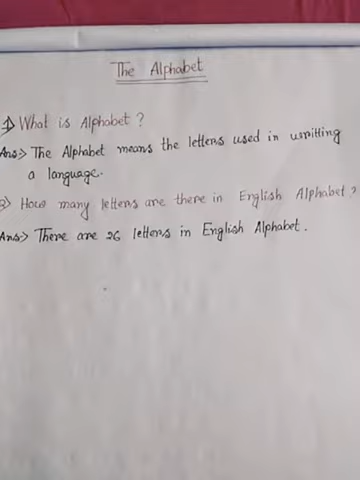 The Alphabet
1) What is Alphabet ?
Ans> The Alphabet means the letters used in writting
a language.
2) How many letters are there in English Alphabet ?
Ans> There are 26 letters in English Alphabet.